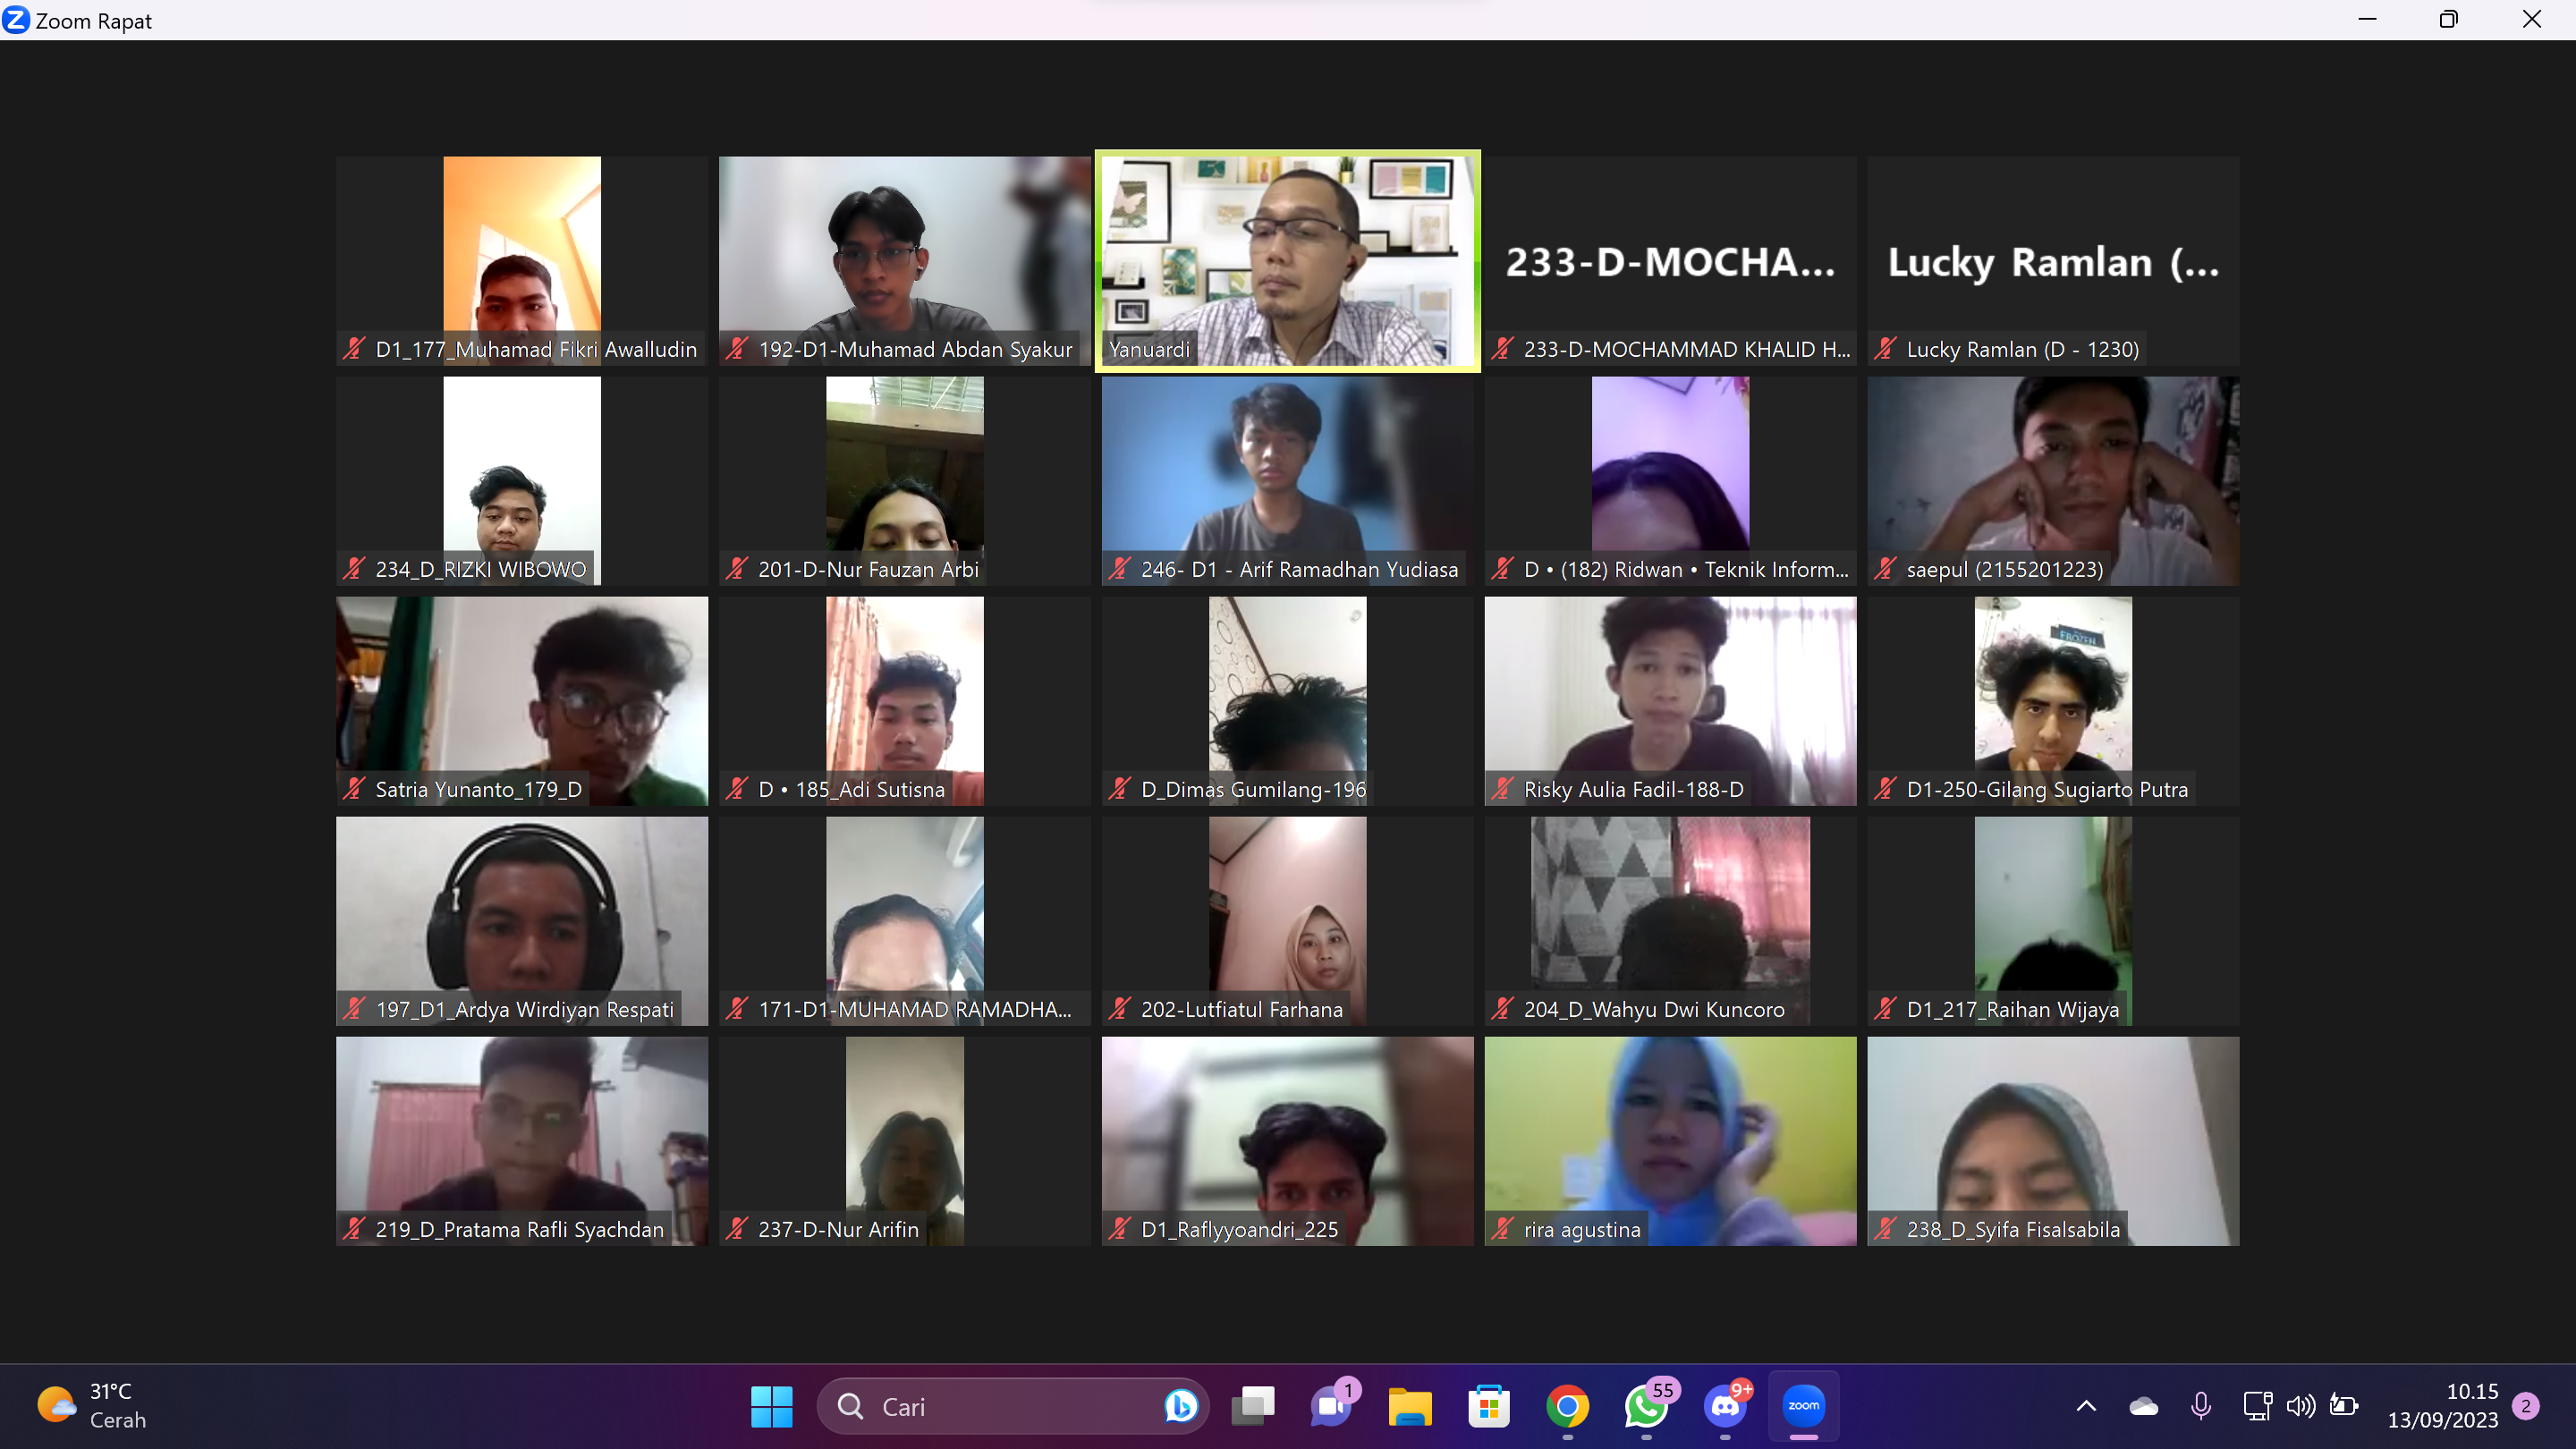 Zoom Rapat
D1_177_Muhamad Fikri Awalludin
192-D1-Muhamad Abdan Syakur
Yanuardi
233-D-MOCHA...
233-D-MOCHAMMAD KHALID H...
Lucky Ramlan (...
Lucky Ramlan (D - 1230)
234_D_RIZKI WIBOWO
201-D-Nur Fauzan Arbi
246- D1 - Arif Ramadhan Yudiasa
D • (182) Ridwan • Teknik Inform...
saepul (2155201223)
Satria Yunanto_179_D
D • 185_Adi Sutisna
D_Dimas Gumilang-196
Risky Aulia Fadil-188-D
FROZEN
D1-250-Gilang Sugiarto Putra
197_D1_Ardya Wirdiyan Respati
171-D1-MUHAMAD RAMADHA...
202-Lutfiatul Farhana
204_D_Wahyu Dwi Kuncoro
D1_217_Raihan Wijaya
219_D_Pratama Rafli Syachdan
237-D-Nur Arifin
D1_Raflyyoandri_225
rira agustina
238_D_Syifa Fisalsabila
31°C
Cerah
Cari
1
55
9+
zoom
10.15
13/09/2023
2